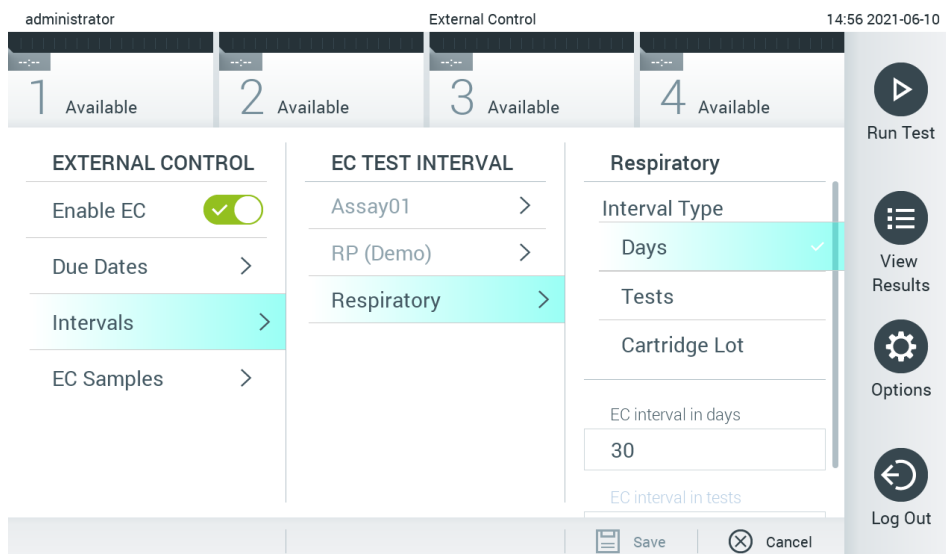 administrator External Control 14:56 2021-06-10
--:-- --:-- --:-- --:--
1 Available 2 Available 3 Available 4 Available
Run Test
View
Results
Options
Log Out
EXTERNAL CONTROL
Enable EC
Due Dates
Intervals
EC Samples
EC TEST INTERVAL
Assay01
RP (Demo)
Respiratory
Respiratory
Interval Type
Days
Tests
Cartridge Lot
EC interval in days
30
EC interval in tests
Save Cancel